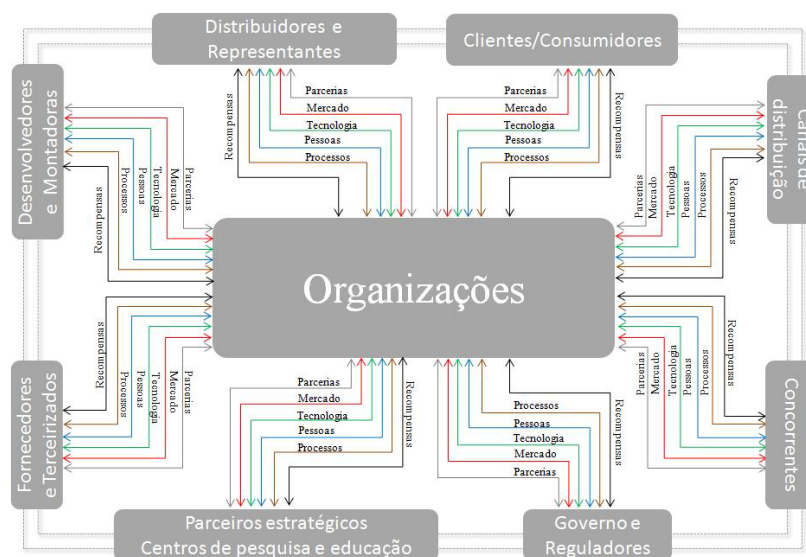 Distribuidores e
Representantes
Clientes/Consumidores
Parcerias
Mercado
Tecnologia
Pessoas
Processos
Recompensas
Parcerias
Mercado
Tecnologia
Pessoas
Processos
Recompensas
Desenvolvedores
e Montadoras
Parcerias
Mercado
Tecnologia
Pessoas
Processos
Recompensas
Canais de
distribuição
Parcerias
Mercado
Tecnologia
Pessoas
Processos
Recompensas
Organizações
Fornecedores
e Terceirizados
Recompensas
Processos
Pessoas
Tecnologia
Mercado
Parcerias
Concorrentes
Parcerias
Mercado
Tecnologia
Pessoas
Processos
Recompensas
Parcerias
Mercado
Tecnologia
Pessoas
Processos
Recompensas
Processos
Pessoas
Tecnologia
Mercado
Parcerias
Recompensas
Parceiros estratégicos
Centros de pesquisa e educação
Governo e
Reguladores